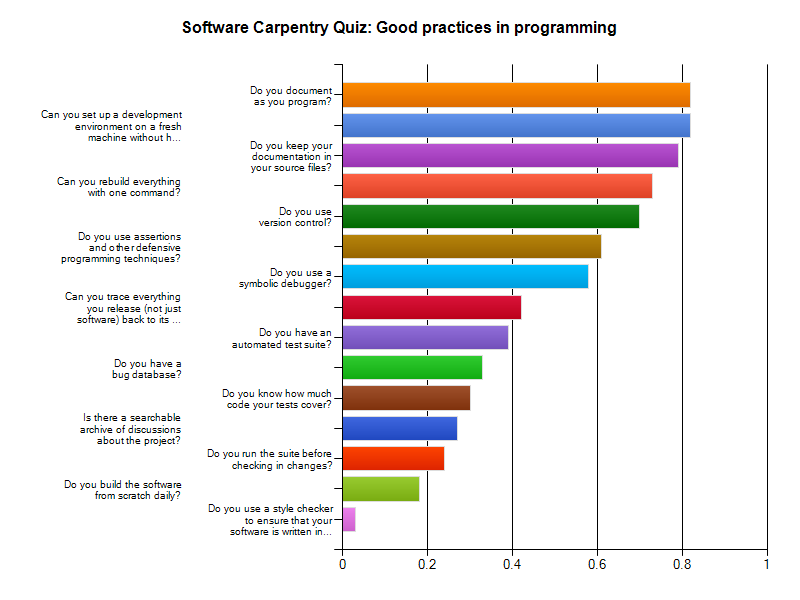 Software Carpentry Quiz: Good practices in programming
Do you document
as you program?
Can you set up a development
environment on a fresh
machine without h...
Do you keep your
documentation in
your source files?
Can you rebuild everything
with one command?
Do you use
version control?
Do you use assertions
and other defensive
programming techniques?
Do you use a
symbolic debugger?
Can you trace everything
you release (not just
software) back to its ...
Do you have an
automated test suite?
Do you have a
bug database?
Do you know how much
code your tests cover?
Is there a searchable
archive of discussions
about the project?
Do you run the suite before
checking in changes?
Do you build the software
from scratch daily?
Do you use a style checker
to ensure that your
software is written in...
0 0.2 0.4 0.6 0.8 1